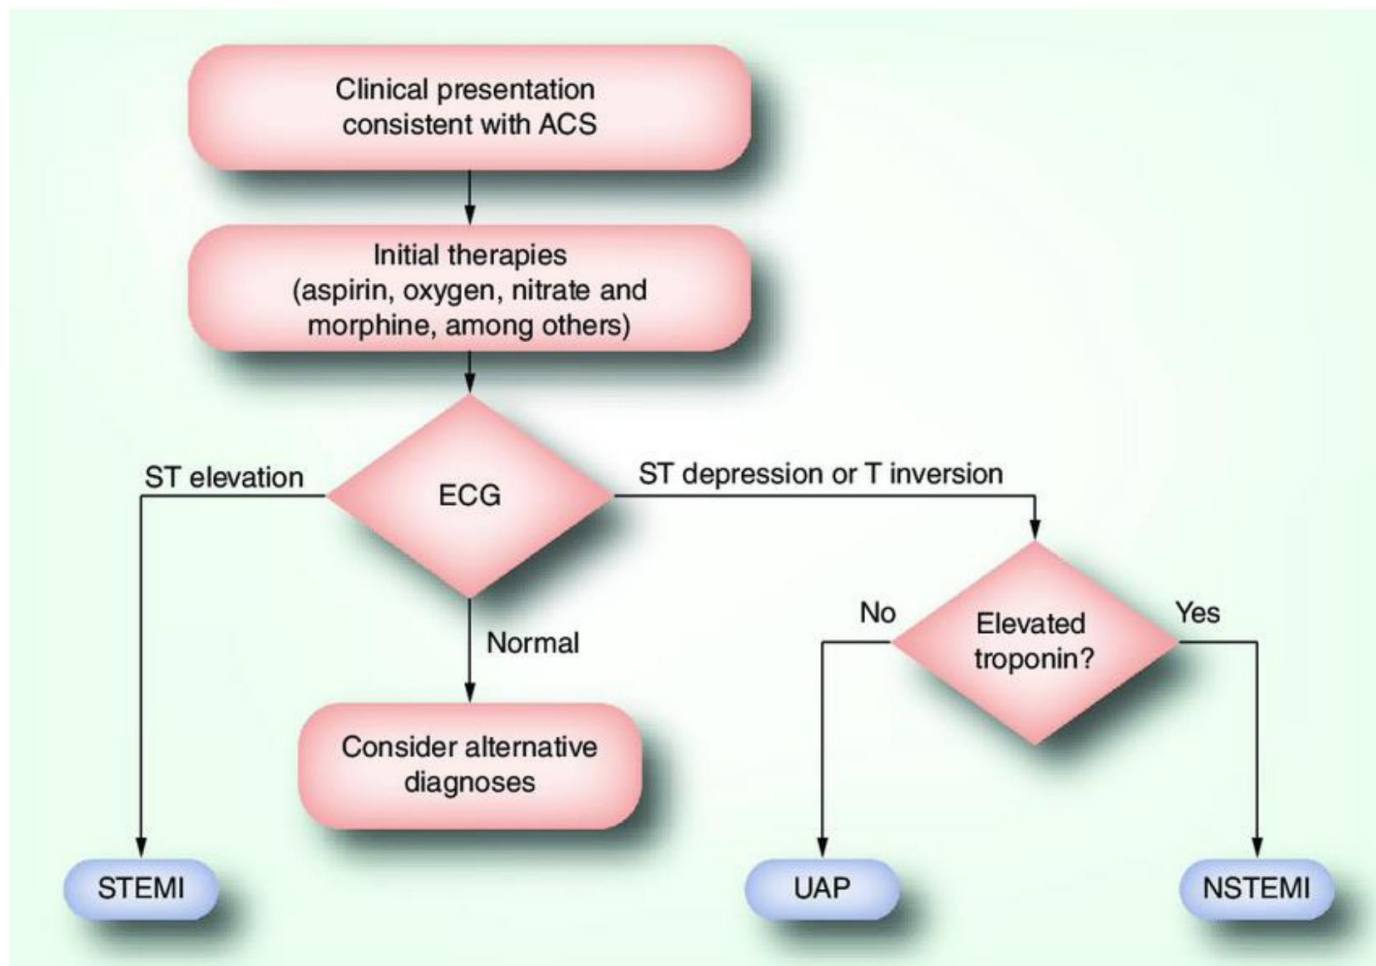 Clinical presentation
consistent with ACS
Initial therapies
(aspirin, oxygen, nitrate and
morphine, among others)
ST elevation
ECG
ST depression or T inversion
No
Elevated
troponin?
Yes
Normal
Consider alternative
diagnoses
STEMI
UAP
NSTEMI